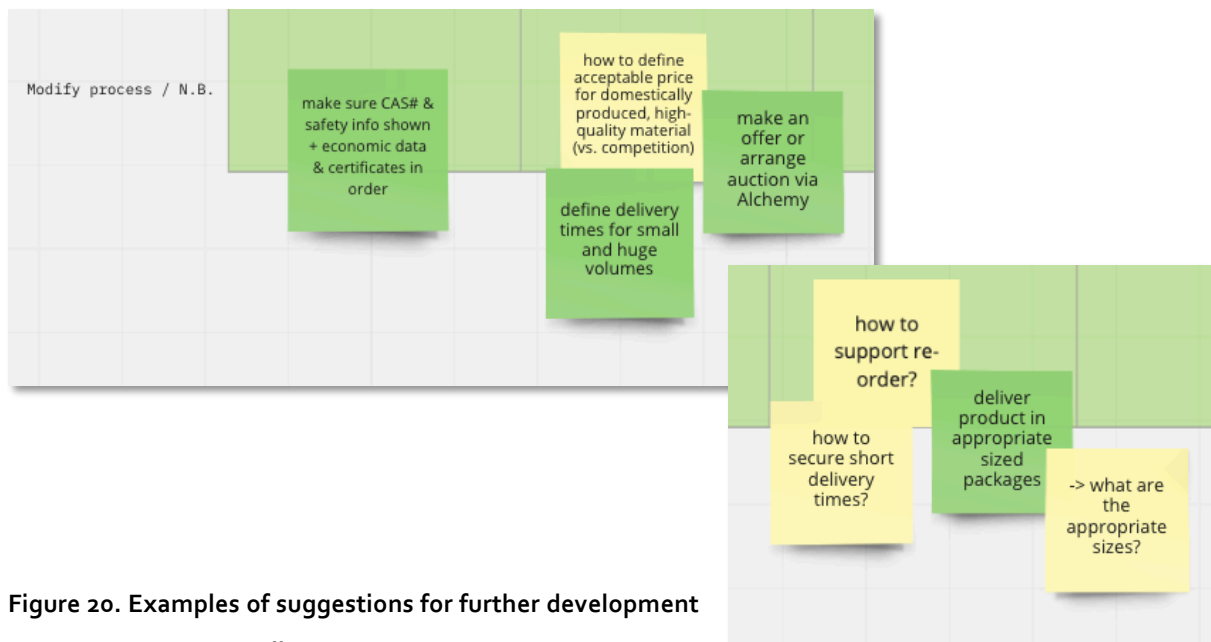 Modify process / N.B.
make sure CAS# &
safety info shown
+ economic data
& certificates in
order
how to define
acceptable price
for domestically
produced, high-
quality material
(vs. competition)
make an
offer or
arrange
auction via
Alchemy
define delivery
times for small
and huge
volumes
how to
support re-
order?
how to
secure short
delivery
times?
deliver
product in
appropriate
sized
packages
-> what are
the
appropriate
sizes?
Figure 20. Examples of suggestions for further development